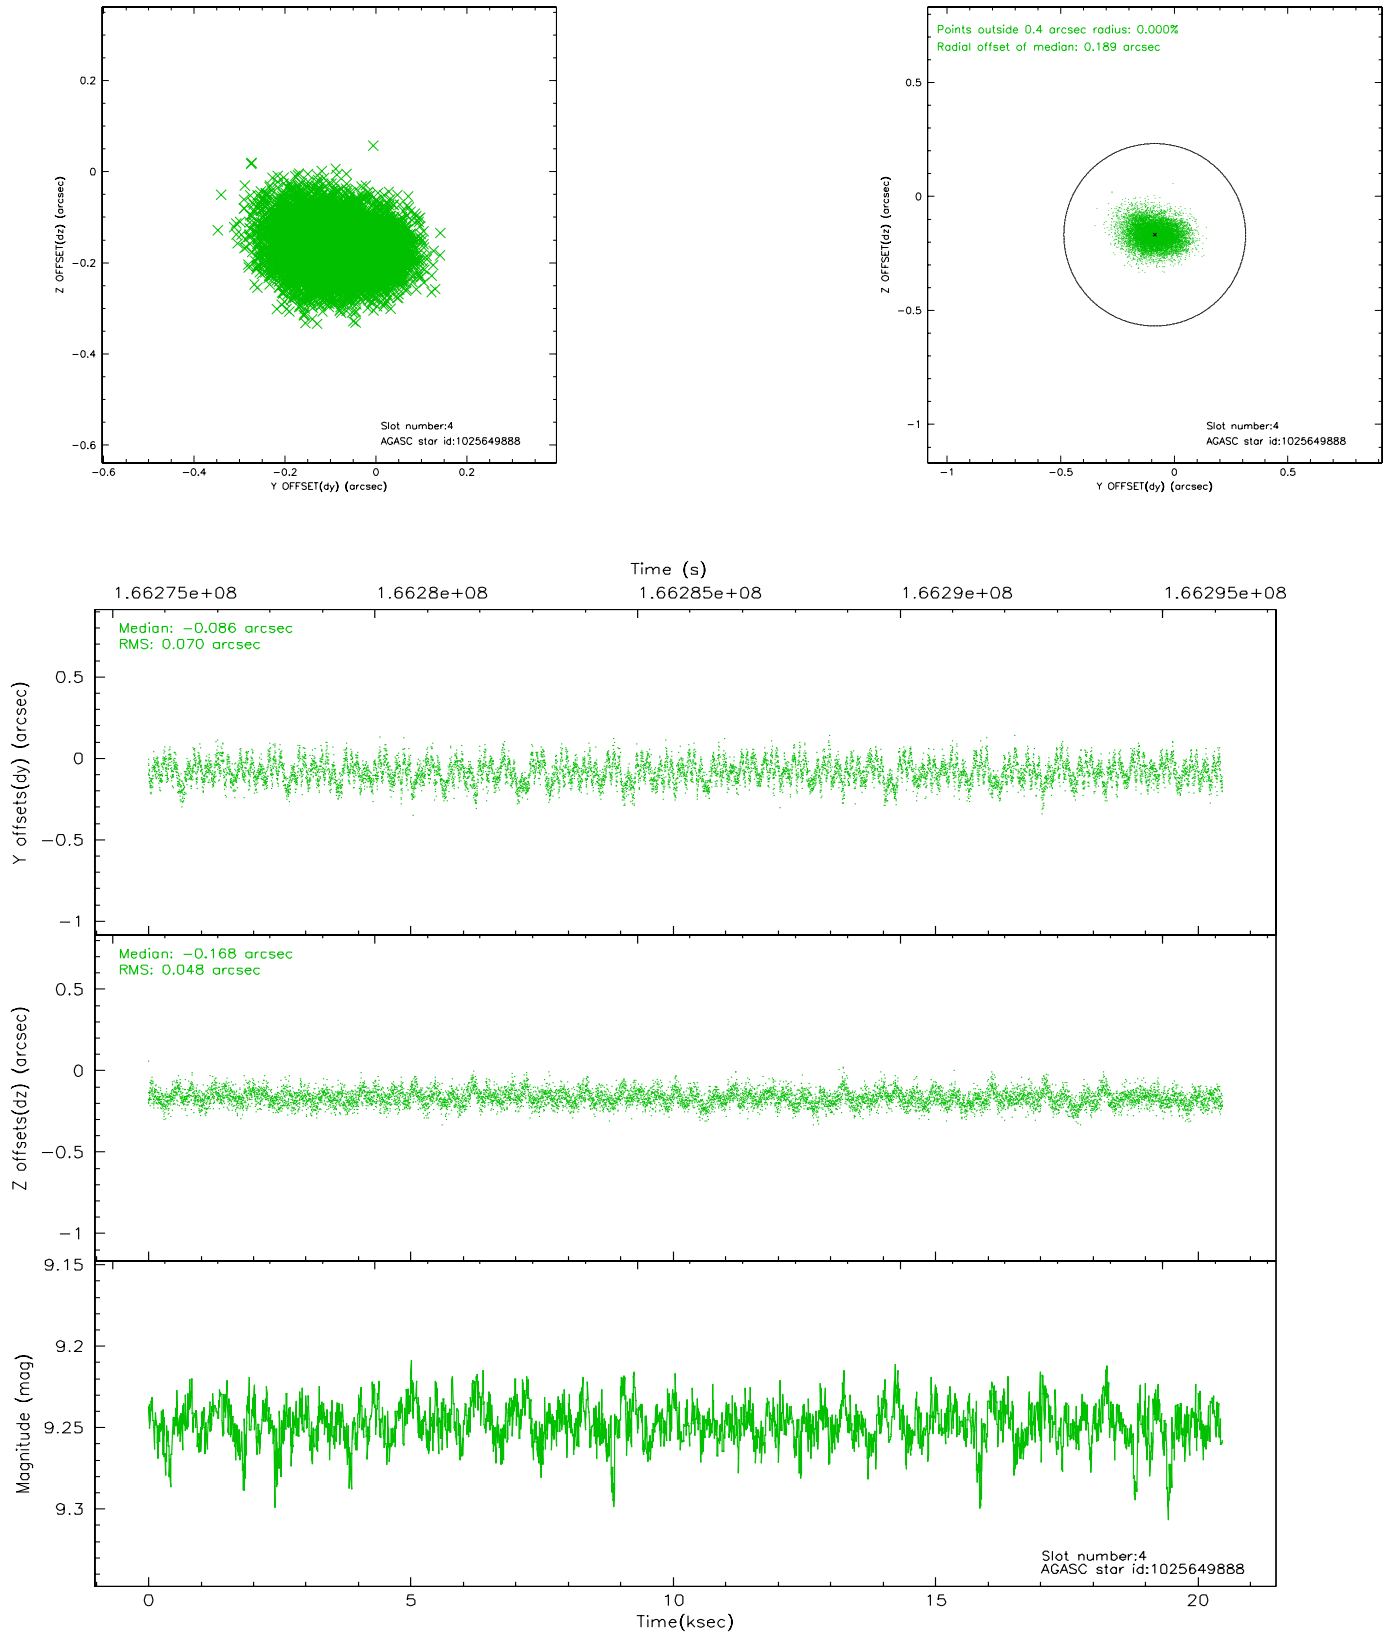 0.2
0
−0.2
−0.4
−0.6
Z OFFSET(dz) (arcsec)
Slot number:4
AGASC star id:1025649888
−0.6 −0.4 −0.2 0 0.2
Y OFFSET(dy) (arcsec)
Points outside 0.4 arcsec radius: 0.000%
Radial offset of median: 0.189 arcsec
0.5
0
−0.5
−1
Z OFFSET(dz) (arcsec)
Slot number:4
AGASC star id:1025649888
−1 −0.5 0 0.5
Y OFFSET(dy) (arcsec)
Time (s)
1.66275e+08 1.6628e+08 1.66285e+08 1.6629e+08 1.66295e+08
Median: −0.086 arcsec
RMS: 0.070 arcsec
0.5
0
−0.5
−1
Y offsets(dy) (arcsec)
Median: −0.168 arcsec
RMS: 0.048 arcsec
0.5
0
−0.5
−1
Z offsets(dz) (arcsec)
9.15
9.2
9.25
9.3
Magnitude (mag)
Slot number:4
AGASC star id:1025649888
0 5 10 15 20
Time(ksec)